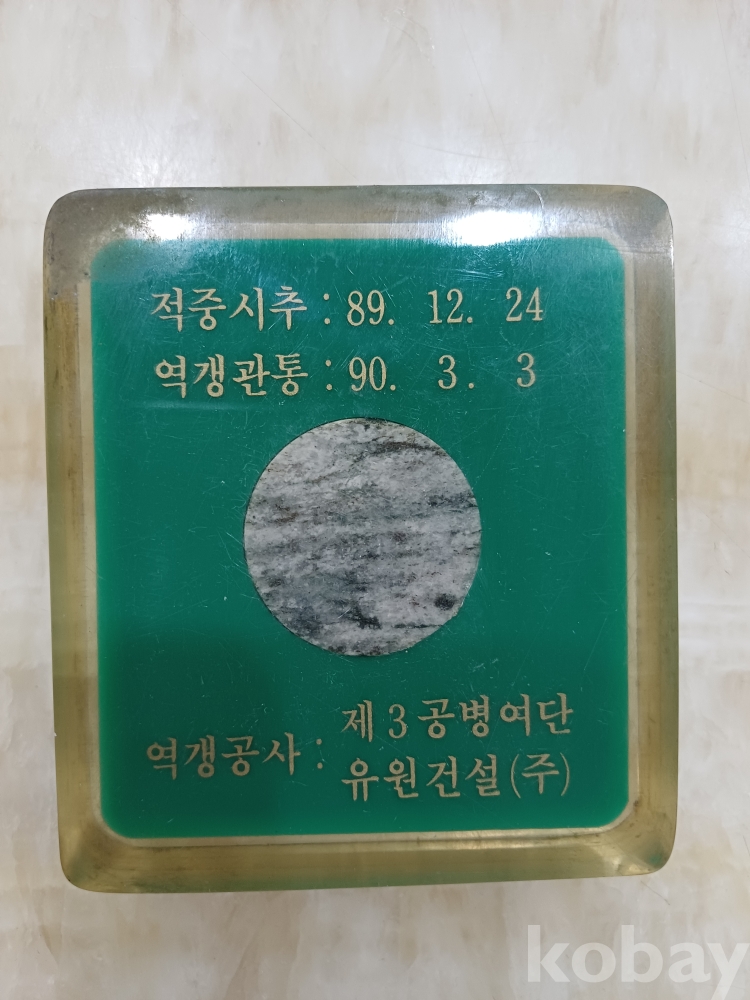 적중시추 : 89. 12. 24
역갱관통 : 90. 3. 3
역갱공사 : 제3공병여단
유원건설(주)
kobay